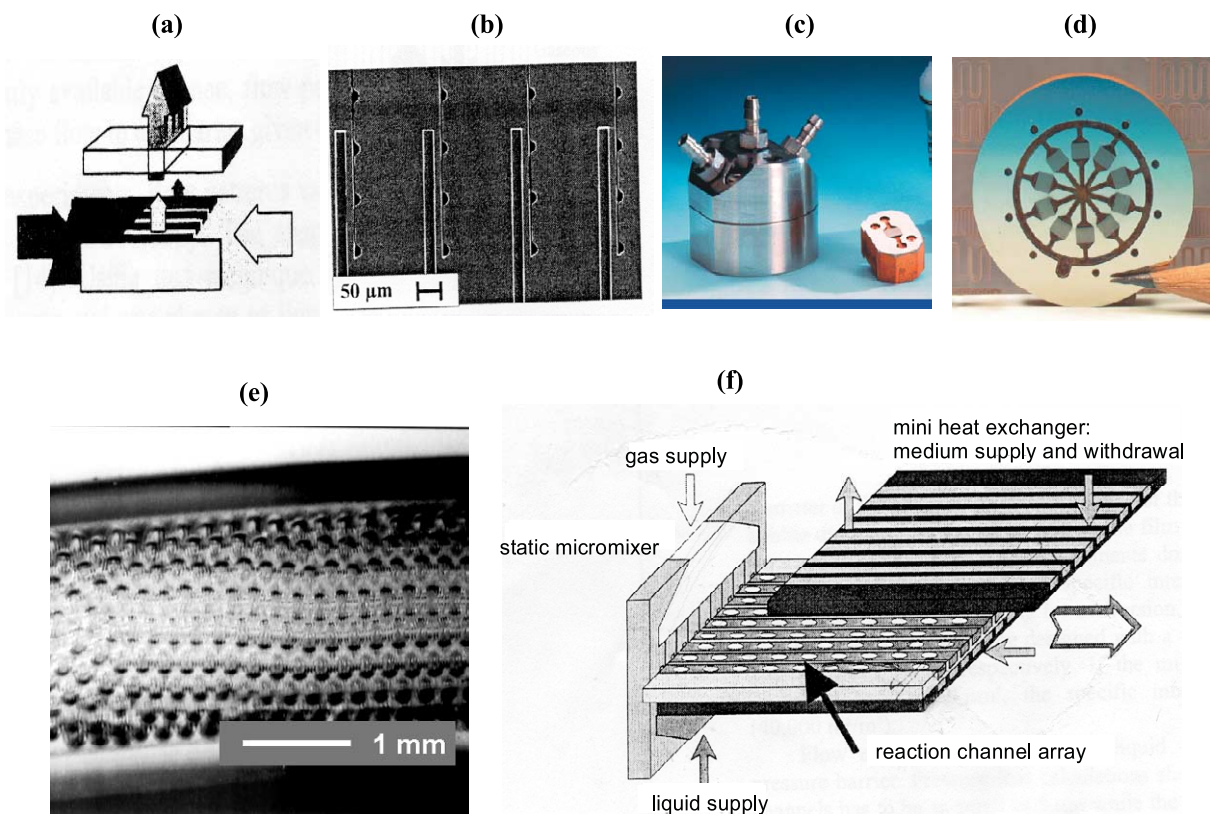 (a)
(b)
(c)
(d)
50 µm
(e)
(f)
1 mm
mini heat exchanger:
medium supply and withdrawal
gas supply
static micromixer
reaction channel array
liquid supply